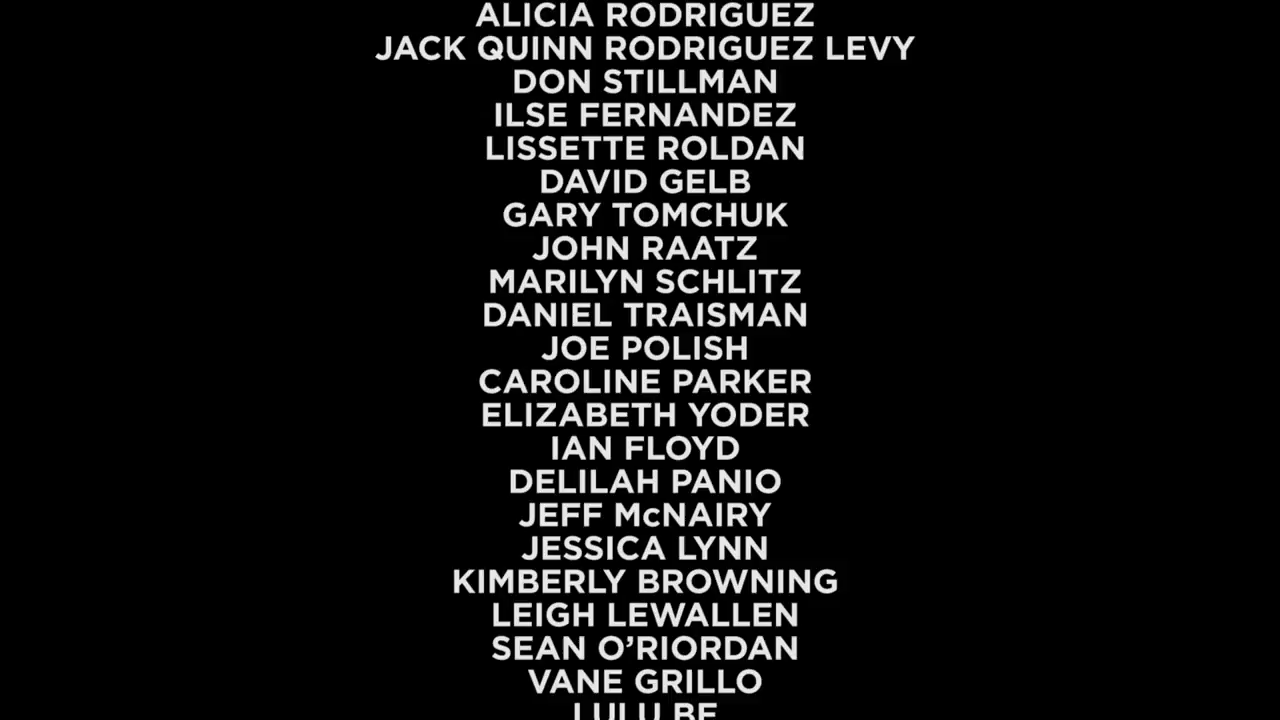 ALICIA RODRIGUEZ
JACK QUINN RODRIGUEZ LEVY
DON STILLMAN
ILSE FERNANDEZ
LISSETTE ROLDAN
DAVID GELB
GARY TOMCHUK
JOHN RAATZ
MARILYN SCHLITZ
DANIEL TRAISMAN
JOE POLISH
CAROLINE PARKER
ELIZABETH YODER
IAN FLOYD
DELILAH PANIO
JEFF McNAIRY
JESSICA LYNN
KIMBERLY BROWNING
LEIGH LEWALLEN
SEAN O’RIORDAN
VANE GRILLO
LULU BE